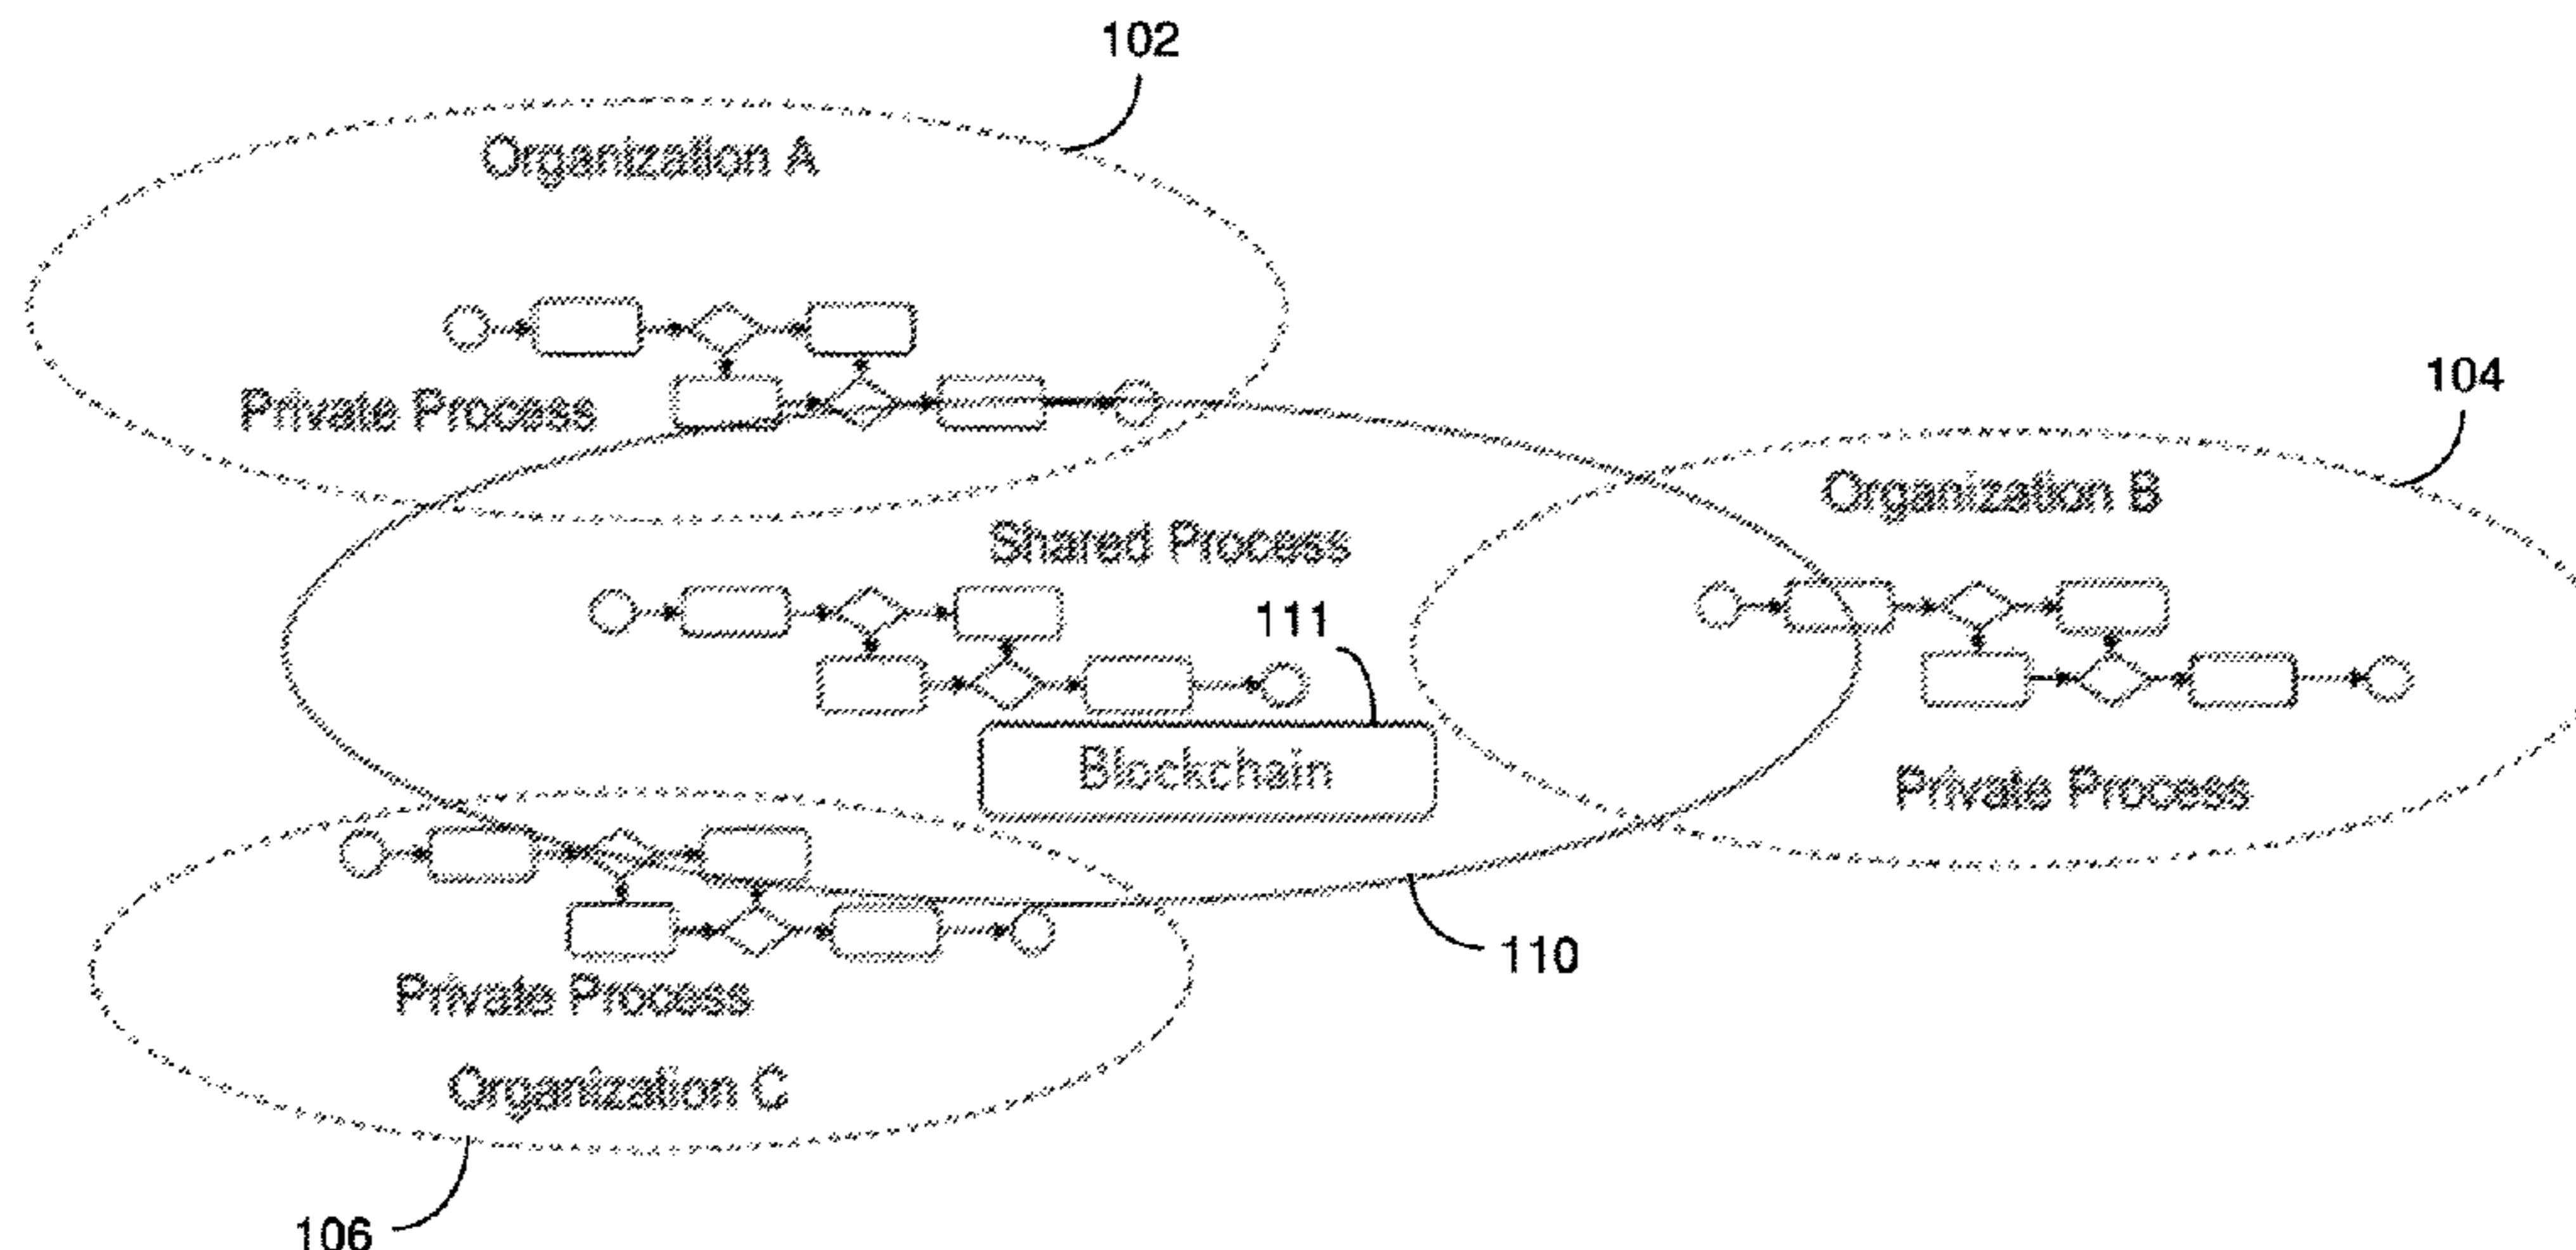 102
Organization A
Private Process
104
Organization B
Shared Process
111
Blockchain
Private Process
110
Private Process
Organization C
106